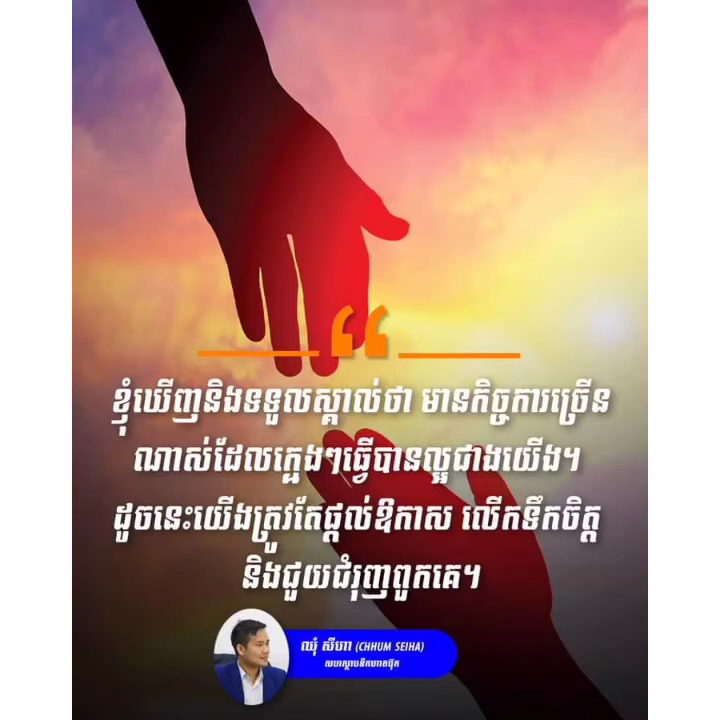 ខ្ញុំឃើញនិងទទួលស្គាល់ថា មានកិច្ចការច្រើន
ណាស់ដែលក្មេងៗធ្វើបានល្អជាងយើង។
ដូចនេះយើងត្រូវតែផ្តល់ឱកាស លើកទឹកចិត្ត
និងជួយជំរុញពួកគេ។
ឈុំ សីហា (CHHUM SEIHA)